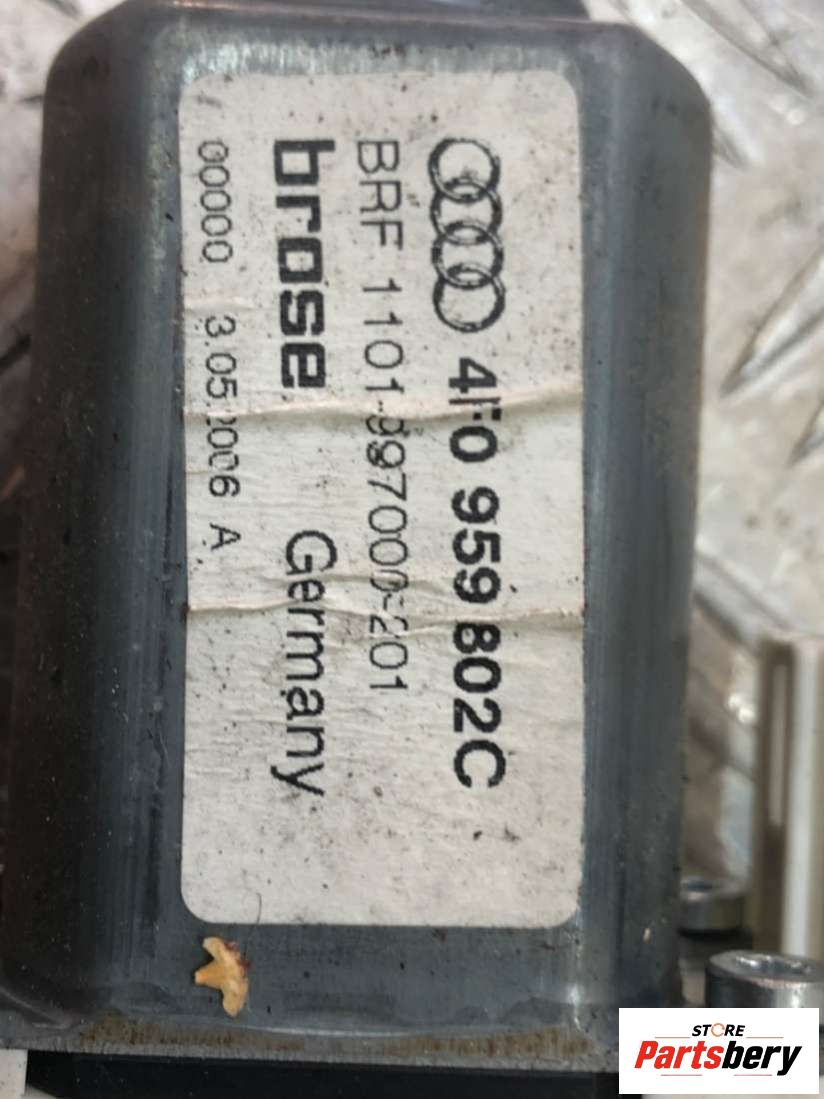 4F0 959 802C
BRF 1101 997000-201
brose Germany
00000 3.05.2006 A
STORE
Partsbery